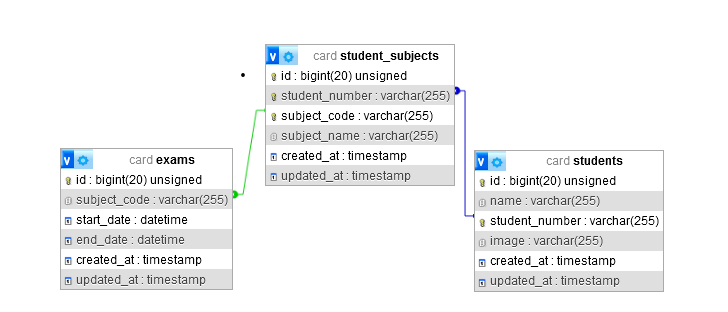 card student_subjects
id : bigint(20) unsigned
student_number : varchar(255)
subject_code : varchar(255)
subject_name : varchar(255)
created_at : timestamp
updated_at : timestamp
card exams
id : bigint(20) unsigned
subject_code : varchar(255)
start_date : datetime
end_date : datetime
created_at : timestamp
updated_at : timestamp
card students
id : bigint(20) unsigned
name : varchar(255)
student_number : varchar(255)
image : varchar(255)
created_at : timestamp
updated_at : timestamp